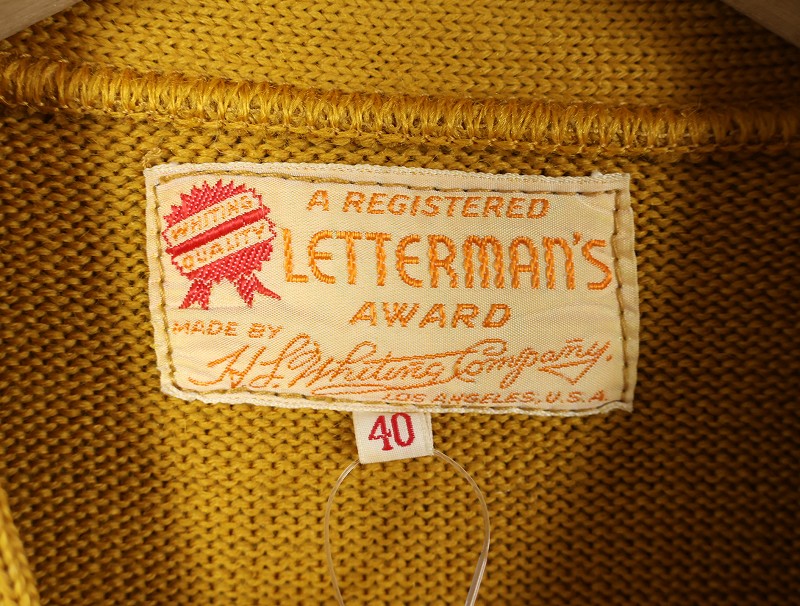 WHITING
QUALITY
A REGISTERED
LETTERMAN'S
AWARD
MADE BY
H.L. Whiting Company.
LOS ANGELES, U.S.A.
40